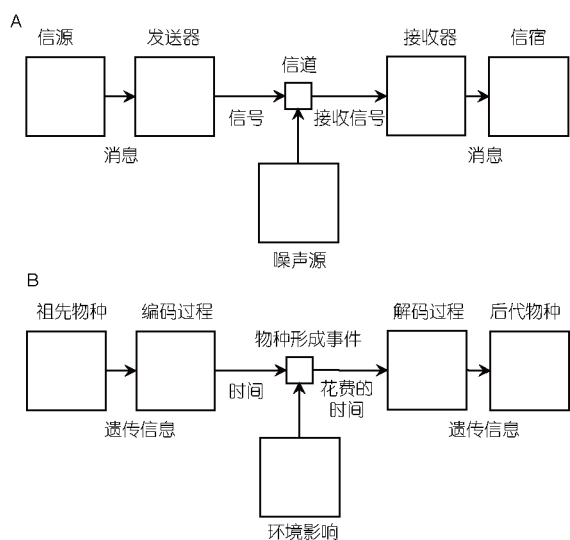 A
信源
发送器
信道
接收器
信宿
信号
接收信号
消息
消息
噪声源
B
祖先物种
编码过程
物种形成事件
解码过程
后代物种
时间
花费的
时间
遗传信息
遗传信息
环境影响